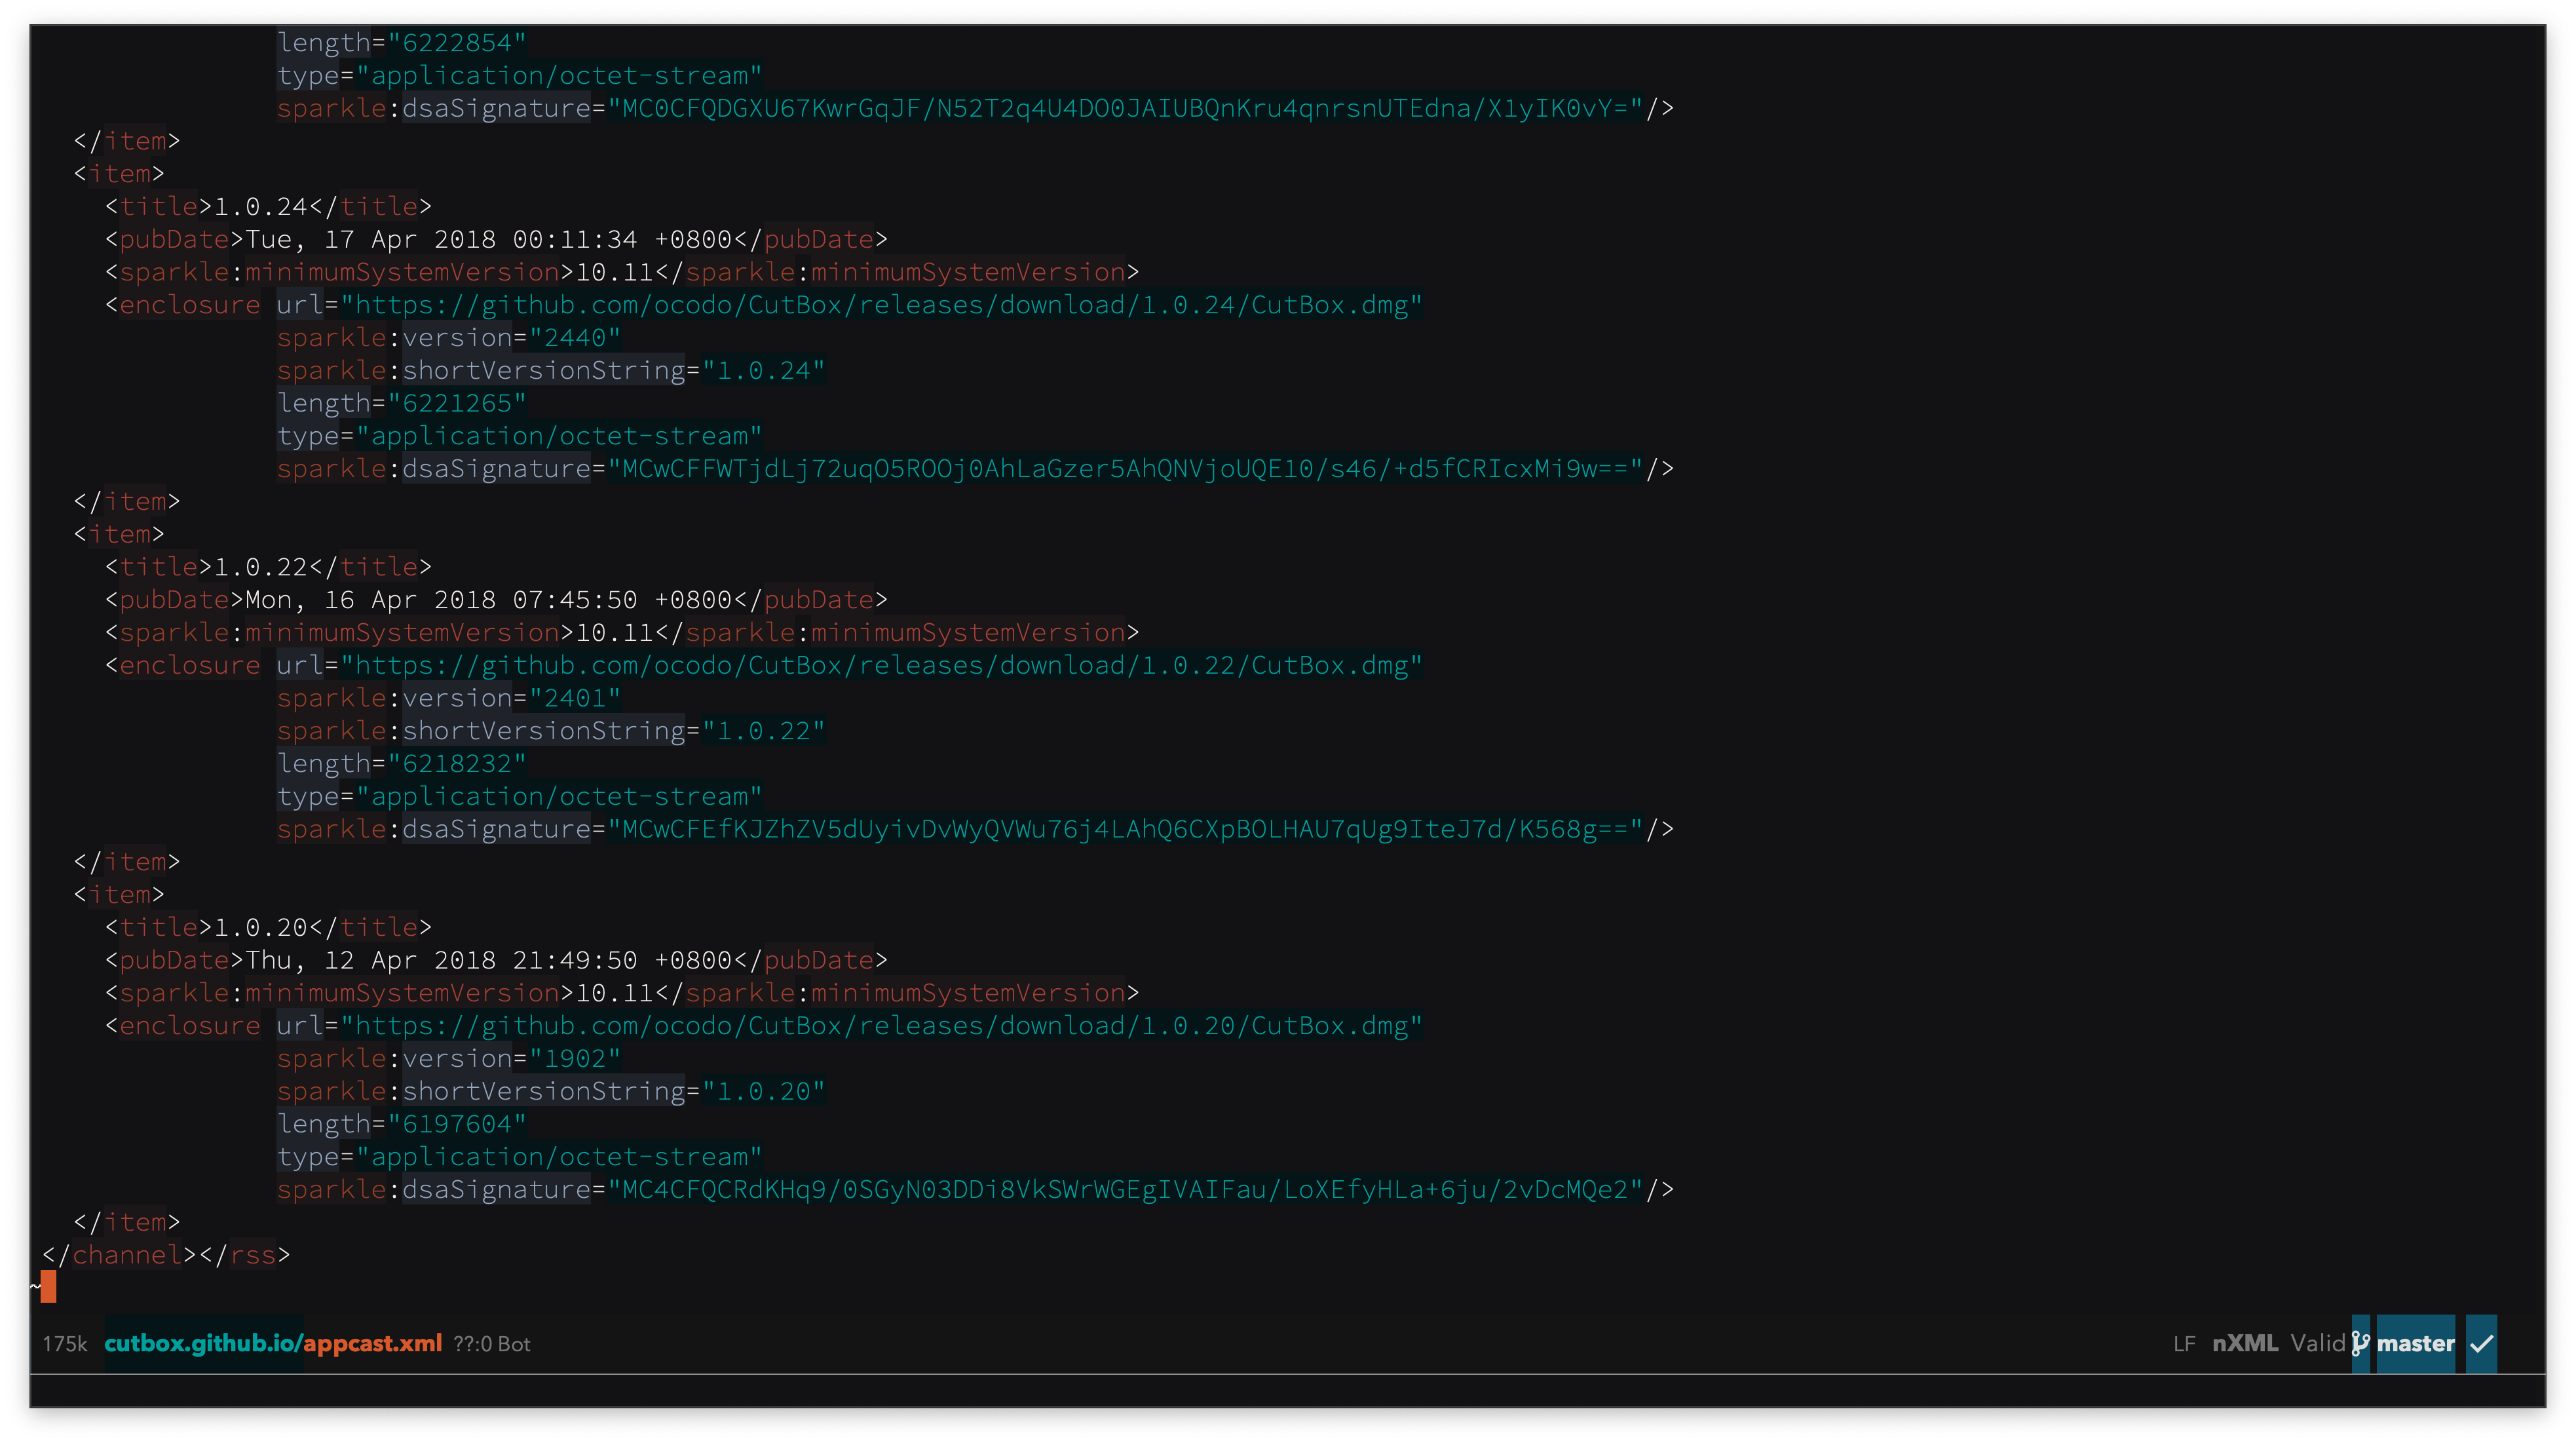 length="6222854"
type="application/octet-stream"
sparkle:dsaSignature="MC0CFQDGXU67KwrGqJF/N52T2q4U4DO0JAIUBQnKru4qnrsnUTEdna/X1yIK0vY="/>
</item>
<item>
<title>1.0.24</title>
<pubDate>Tue, 17 Apr 2018 00:11:34 +0800</pubDate>
<sparkle:minimumSystemVersion>10.11</sparkle:minimumSystemVersion>
<enclosure url="https://github.com/ocodo/CutBox/releases/download/1.0.24/CutBox.dmg"
sparkle:version="2440"
sparkle:shortVersionString="1.0.24"
length="6221265"
type="application/octet-stream"
sparkle:dsaSignature="MCwCFFWTjdLj72uqO5ROOj0AhLaGzer5AhQNVjoUQE10/s46/+d5fCRIcxMi9w=="/>
</item>
<item>
<title>1.0.22</title>
<pubDate>Mon, 16 Apr 2018 07:45:50 +0800</pubDate>
<sparkle:minimumSystemVersion>10.11</sparkle:minimumSystemVersion>
<enclosure url="https://github.com/ocodo/CutBox/releases/download/1.0.22/CutBox.dmg"
sparkle:version="2401"
sparkle:shortVersionString="1.0.22"
length="6218232"
type="application/octet-stream"
sparkle:dsaSignature="MCwCFEfKJZhZV5dUyivDvWyQVWu76j4LAhQ6CXpBOLHAU7qUg9IteJ7d/K568g=="/>
</item>
<item>
<title>1.0.20</title>
<pubDate>Thu, 12 Apr 2018 21:49:50 +0800</pubDate>
<sparkle:minimumSystemVersion>10.11</sparkle:minimumSystemVersion>
<enclosure url="https://github.com/ocodo/CutBox/releases/download/1.0.20/CutBox.dmg"
sparkle:version="1902"
sparkle:shortVersionString="1.0.20"
length="6197604"
type="application/octet-stream"
sparkle:dsaSignature="MC4CFQCRdKHq9/0SGyN03DDi8VkSWrWGEgIVAIFau/LoXEfyHLa+6ju/2vDcMQe2"/>
</item>
</channel></rss>
~
175k cutbox.github.io/appcast.xml ??:0 Bot LF nXML Valid master